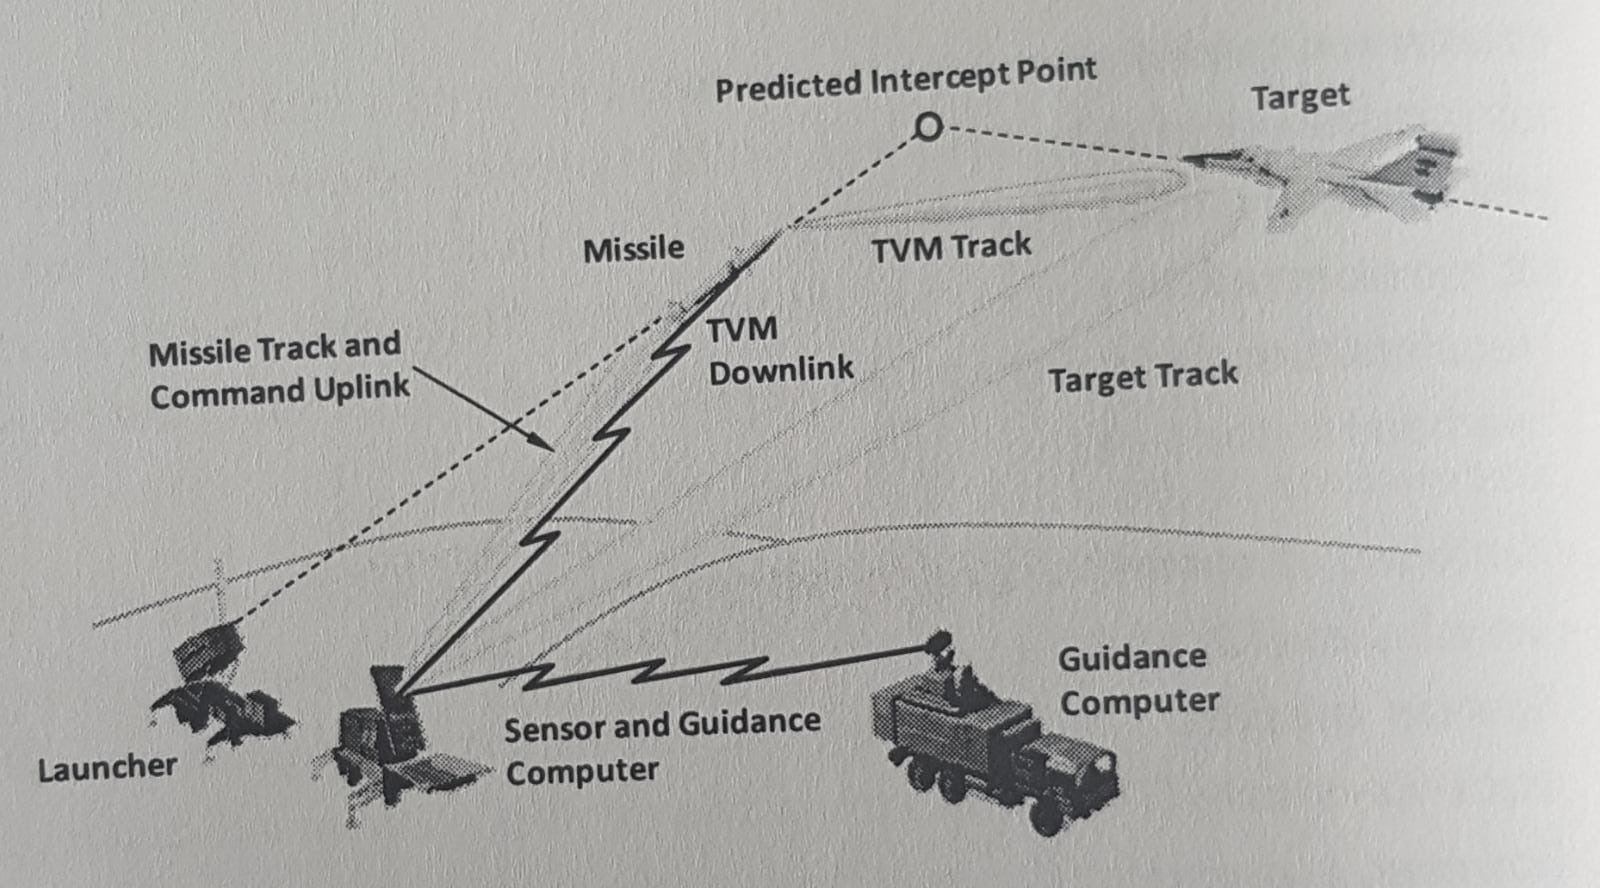 Predicted Intercept Point
Target
Missile
TVM Track
Missile Track and
Command Uplink
TVM
Downlink
Target Track
Guidance
Computer
Sensor and Guidance
Computer
Launcher